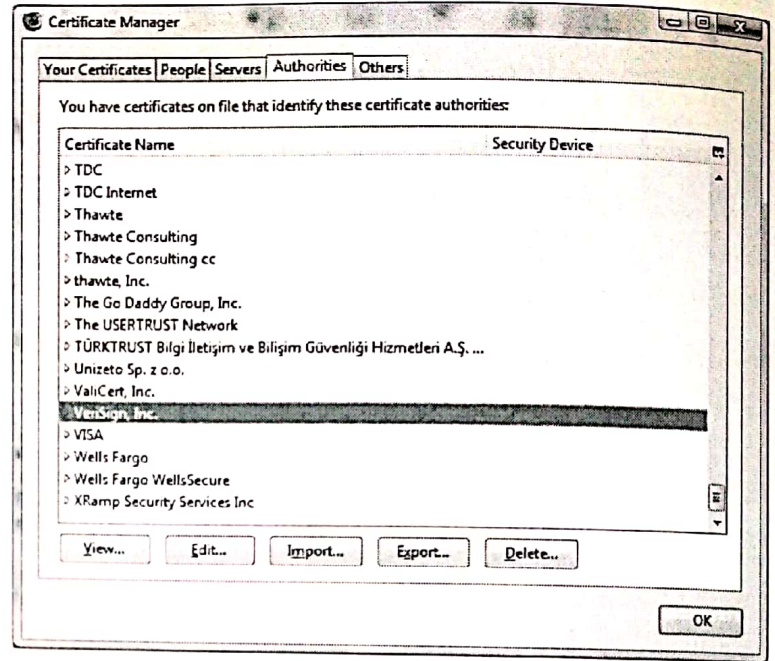 Certificate Manager
Your Certificates People Servers Authorities Others
You have certificates on file that identify these certificate authorities:
Certificate Name Security Device
TDC
TDC Internet
Thawte
Thawte Consulting
Thawte Consulting cc
thawte, Inc.
The Go Daddy Group, Inc.
The USERTRUST Network
TÜRKTRUST Bilgi İletişim ve Bilişim Güvenliği Hizmetleri A.Ş. ...
Unizeto Sp. z o.o.
ValiCert, Inc.
VeriSign, Inc.
VISA
Wells Fargo
Wells Fargo WellsSecure
XRamp Security Services Inc
View... Edit... Import... Export... Delete...
OK